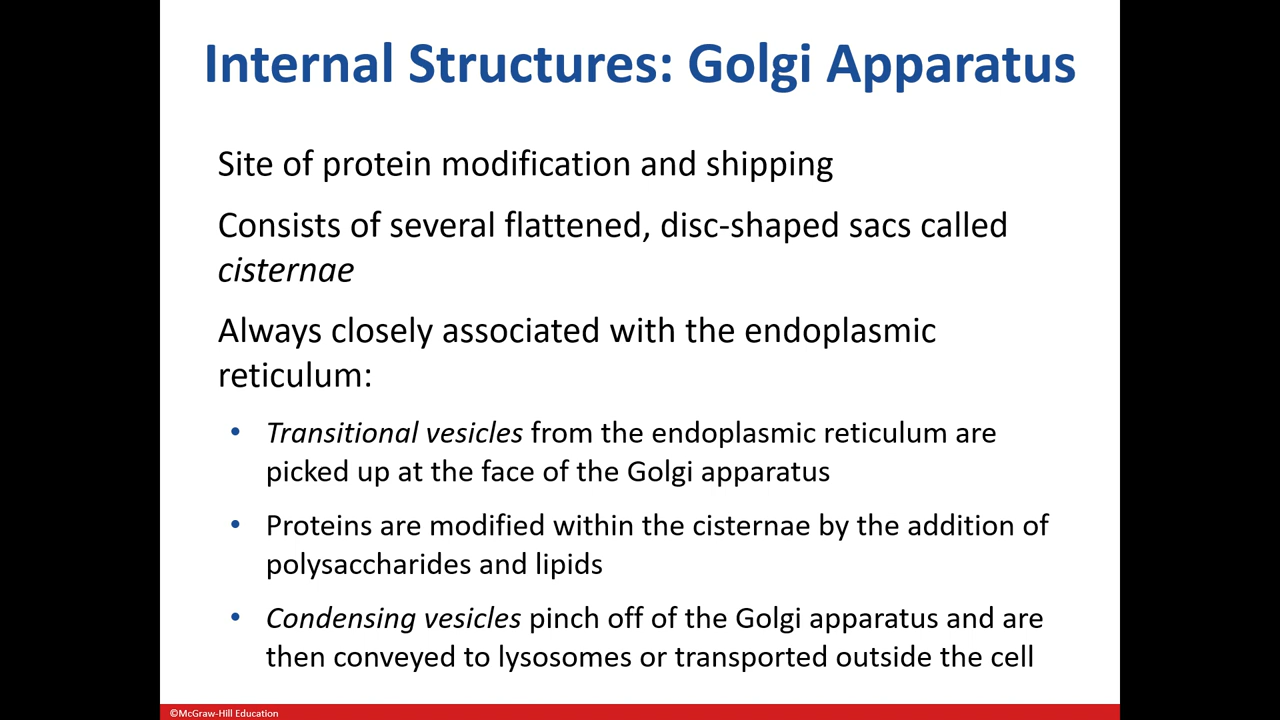 Internal Structures: Golgi Apparatus
Site of protein modification and shipping
Consists of several flattened, disc-shaped sacs called
cisternae
Always closely associated with the endoplasmic
reticulum:
• Transitional vesicles from the endoplasmic reticulum are
picked up at the face of the Golgi apparatus
• Proteins are modified within the cisternae by the addition of
polysaccharides and lipids
• Condensing vesicles pinch off of the Golgi apparatus and are
then conveyed to lysosomes or transported outside the cell
©McGraw-Hill Education